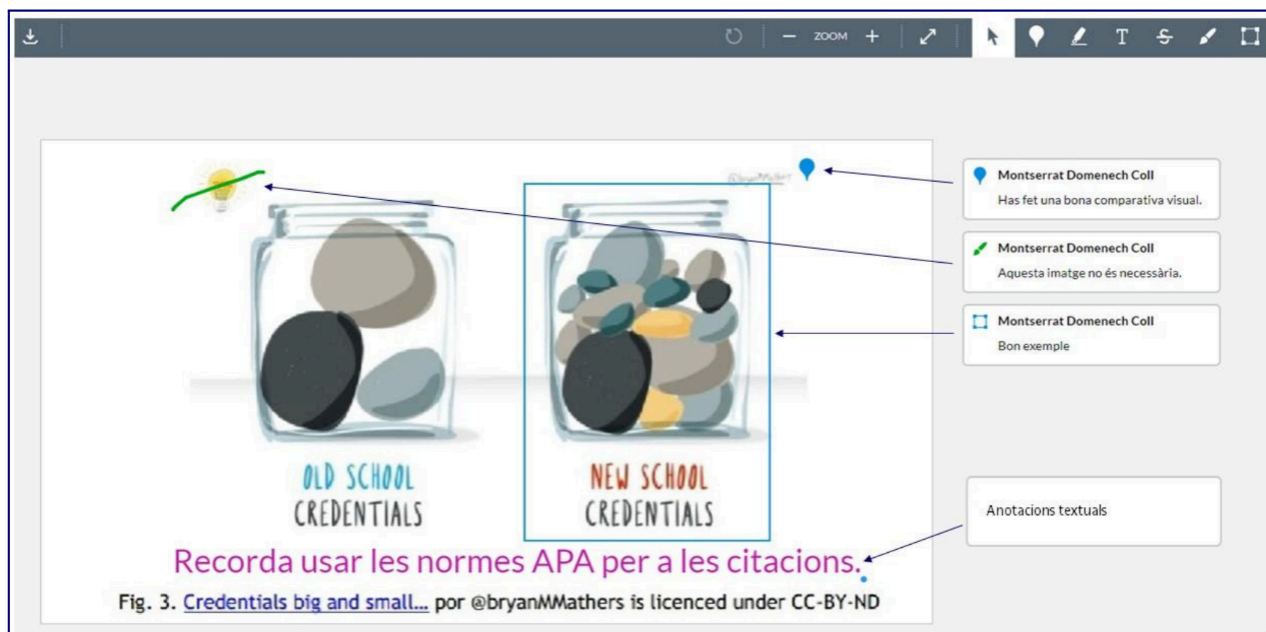 ZOOM
T
S
@bryanMMathers
Montserrat Domenech Coll
Has fet una bona comparativa visual.
Montserrat Domenech Coll
Aquesta imatge no és necessària.
Montserrat Domenech Coll
Bon exemple
OLD SCHOOL
CREDENTIALS
NEW SCHOOL
CREDENTIALS
Anotacions textuals
Recorda usar les normes APA per a les citacions.
Fig. 3. Credentials big and small... por @bryanMMathers is licenced under CC-BY-ND